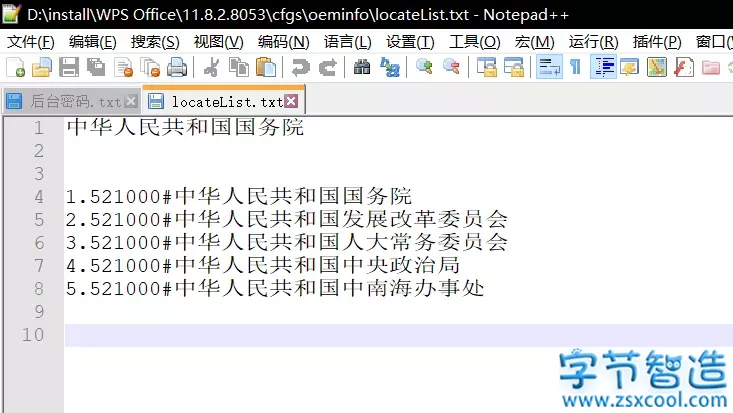 D:\install\WPS Office\11.8.2.8053\cfgs\oeminfo\locateList.txt - Notepad++
文件(F) 编辑(E) 搜索(S) 视图(V) 编码(N) 语言(L) 设置(T) 工具(O) 宏(M) 运行(R) 插件(P) 窗口
后台密码.txt locateList.txt
1 中华人民共和国国务院
2
3
4 1.521000#中华人民共和国国务院
5 2.521000#中华人民共和国发展改革委员会
6 3.521000#中华人民共和国人大常务委员会
7 4.521000#中华人民共和国中央政治局
8 5.521000#中华人民共和国中南海办事处
9
10
字节智造
www.zsxcool.com